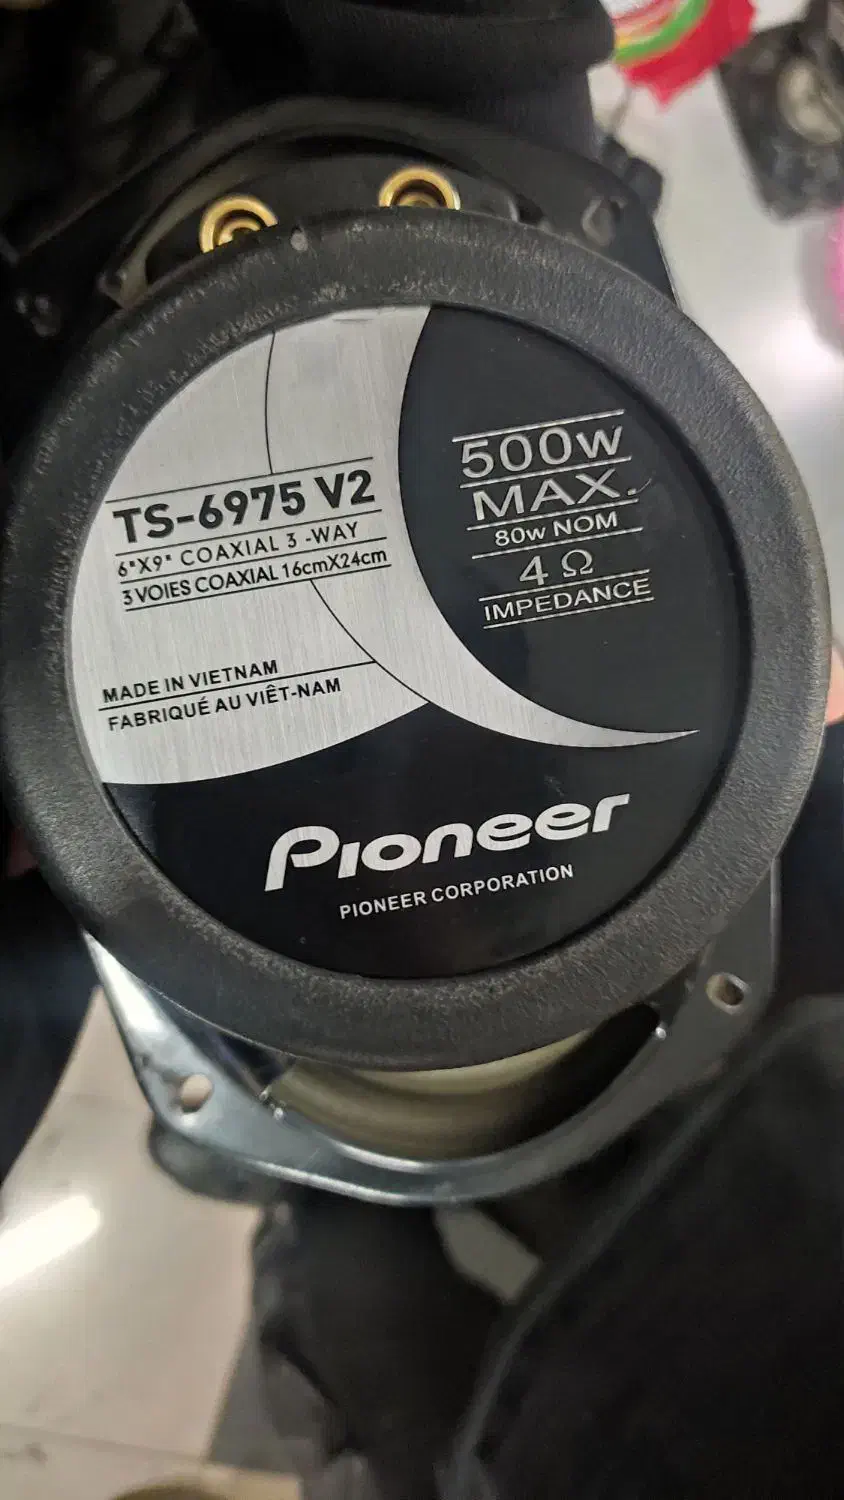 TS-6975 V2
6"X9" COAXIAL 3 -WAY
3 VOIES COAXIAL 16cmX24cm
MADE IN VIETNAM
FABRIQUÉ AU VIÊT-NAM
500w
MAX.
80w NOM
4 Ω
IMPEDANCE
Pioneer
PIONEER CORPORATION